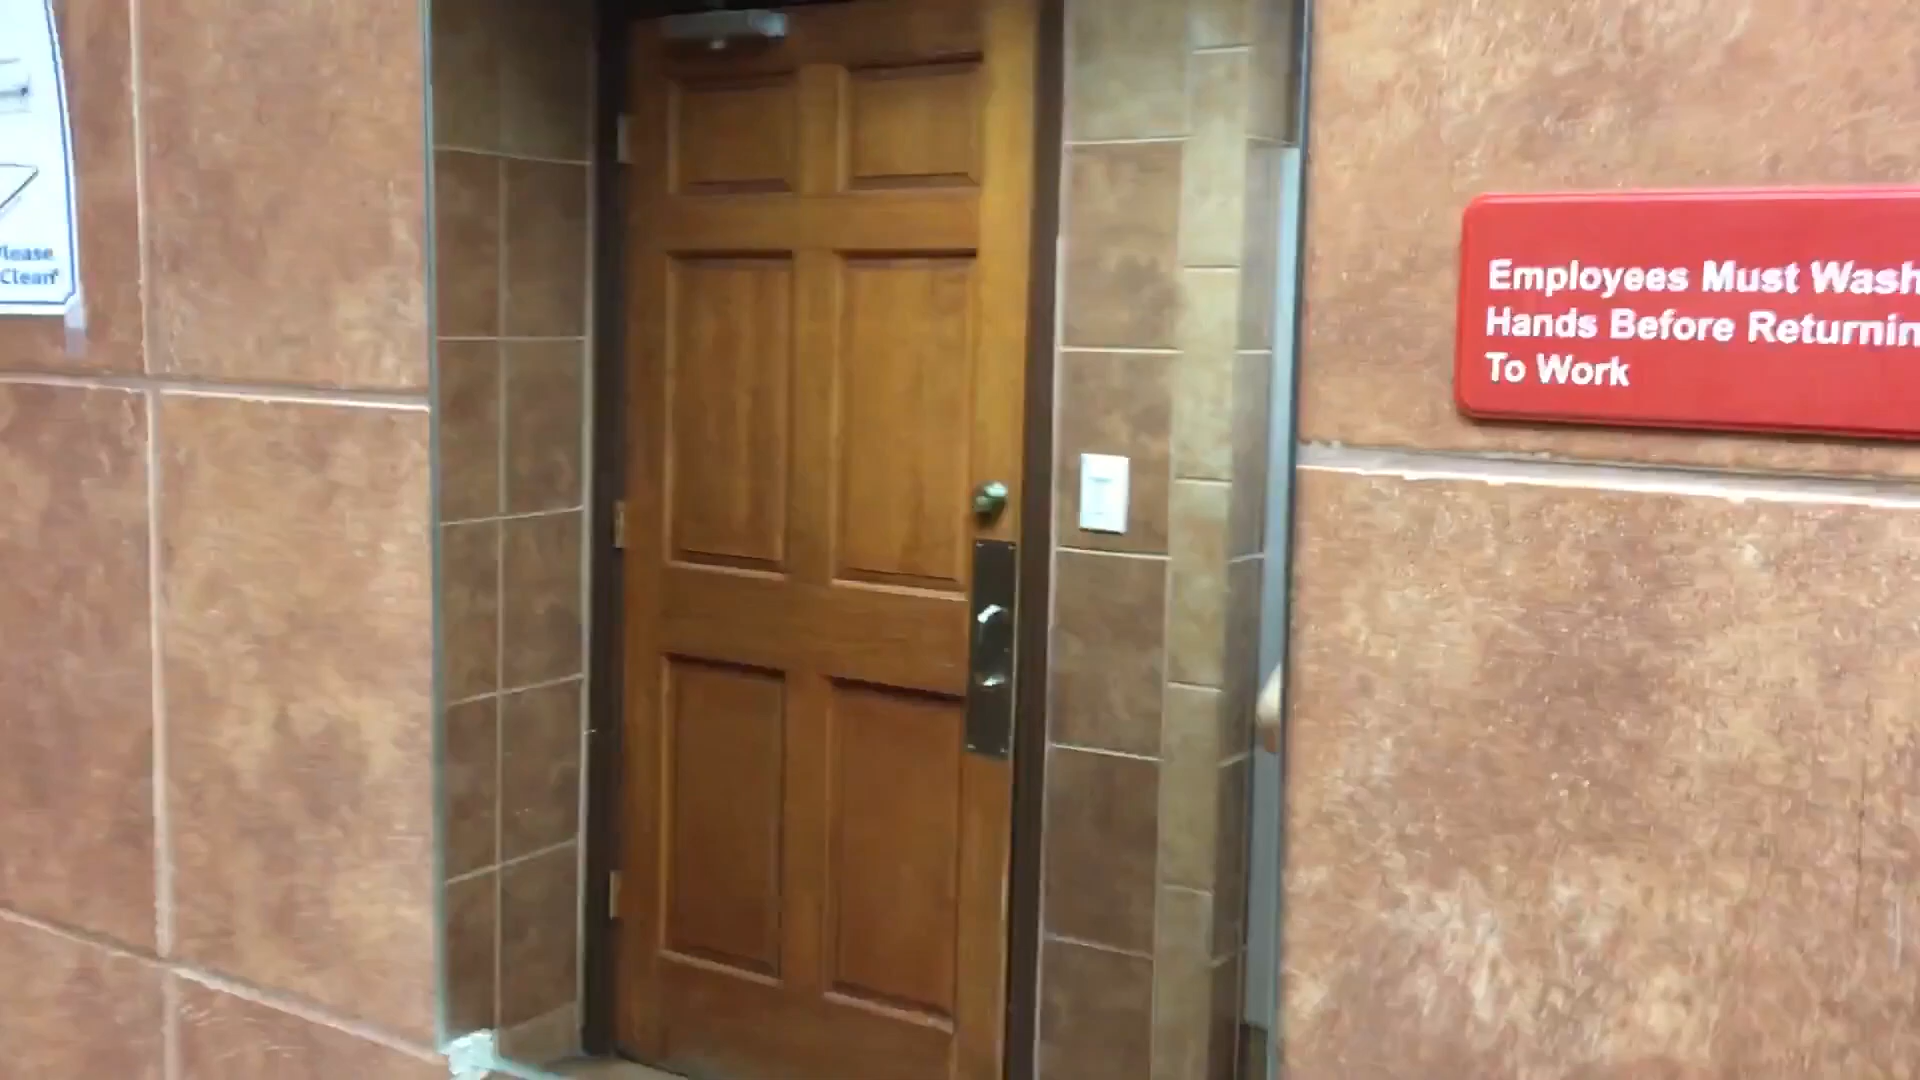 Please
Clean
Employees Must Wash
Hands Before Returnin
To Work